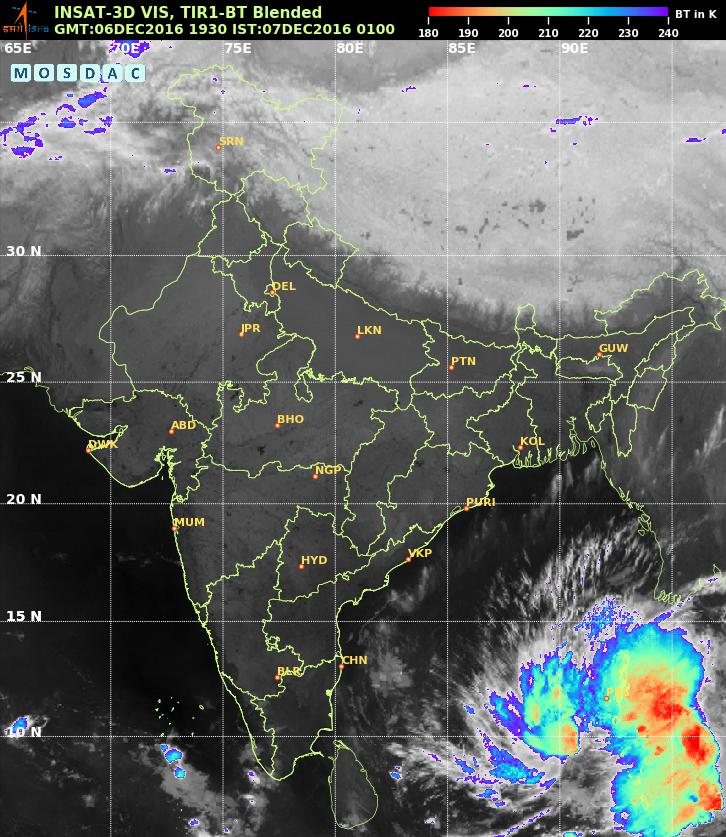 INSAT-3D VIS, TIR1-BT Blended
GMT:06DEC2016 1930 IST:07DEC2016 0100
BT in K
180 190 200 210 220 230 240
65E 70E 75E 80E 85E 90E
M O S D A C
SRN
30 N
DEL
JPR
LKN
GUW
PTN
25 N
ABD
BHO
DWK
KOL
NGP
20 N
PURI
MUM
VKP
HYD
15 N
CHN
BLR
10 N